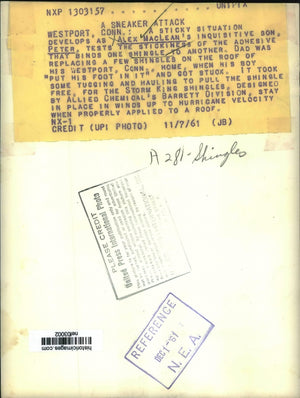 NXP 1303157
UNIPIX
A SNEAKER ATTACK
WESTPORT, CONN.: A STICKY SITUATION
DEVELOPS AS ALEX MACLEAN'S INQUISITIVE SON,
PETER, TESTS THE STICKINESS OF THE ADHESIVE
THAT BINDS ONE SHINGLE TO ANOTHER. DAD WAS
REPLACING A FEW SHINGLES ON THE ROOF OF
HIS WESTPORT, CONN., HOME, WHEN HIS BOY
"PUT HIS FOOT IN IT" AND GOT STUCK. IT TOOK
SOME TUGGING AND HAULING TO PULL THE SHINGLE
FREE, FOR THE STORM KING SHINGLES, DESIGNED
BY ALLIED CHEMICAL'S BARRETT DIVISION, STAY
IN PLACE IN WINDS UP TO HURRICANE VELOCITY
WHEN PROPERLY APPLIED TO A ROOF.
HX-1
CREDIT (UPI PHOTO) 11/7/61 (JB)
A 281-Shingles
PLEASE CREDIT
United Press International Photo
REFERENCE
DEC 1-'61
N. E. A.
historicimages.com
net03002